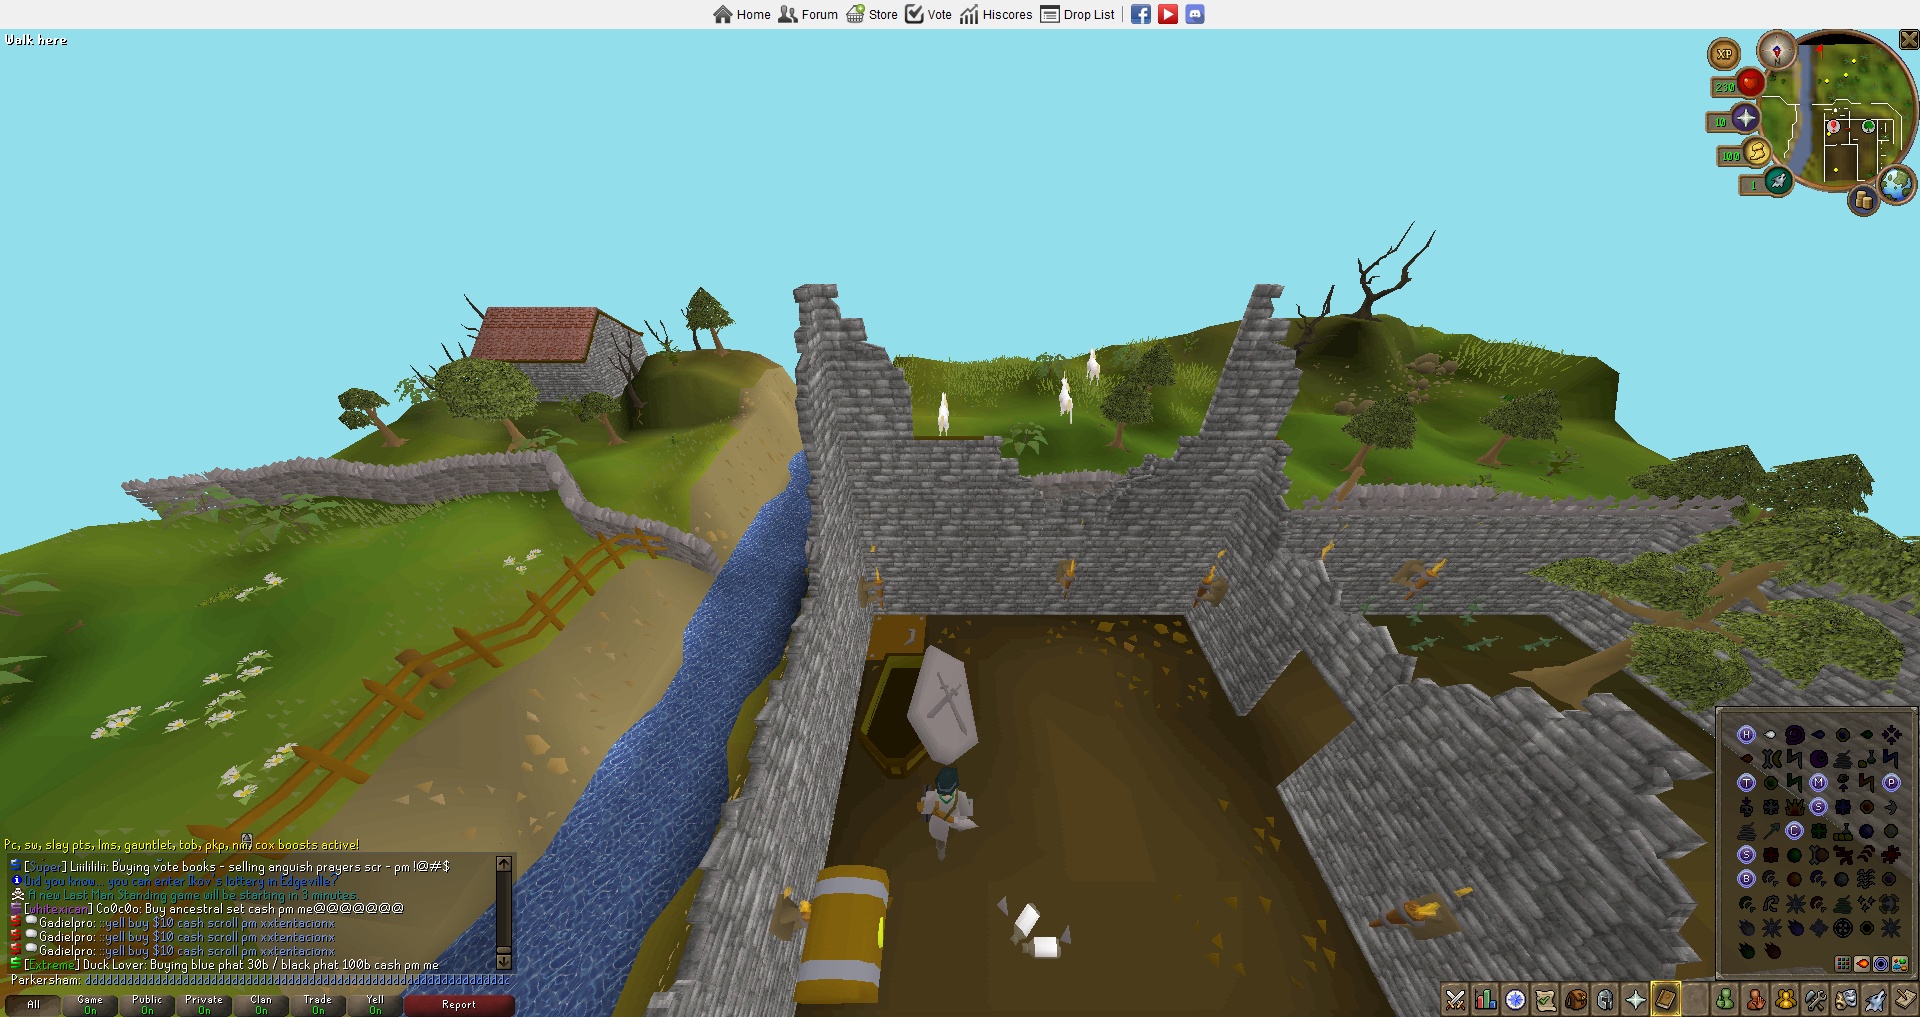 Home Forum Store Vote Hiscores Drop List
Walk here
XP
N
230
10
100
1
H
T M P
S
C
S
B
Pc, sw, slay pts, lms, gauntlet, tob, pkp, nm, cox boosts active!
[Super] Liiililii: Buying vote books - selling anguish prayers scr - pm !@#$
Did you know... you can enter Ikov's lottery in Edgeville?
A new Last Man Standing game will be starting in 3 minutes.
[whitexican] Co0c0o: Buy ancestral set cash pm me@@@@@@@
Gadielpro: ::yell buy $10 cash scroll pm xxtentacionx
Gadielpro: ::yell buy $10 cash scroll pm xxtentacionx
Gadielpro: ::yell buy $10 cash scroll pm xxtentacionx
[Extreme] Duck Lover: Buying blue phat 30b / black phat 100b cash pm me
Parkersham:
All Game Public Private Clan Trade Yell Report
On On On On On On